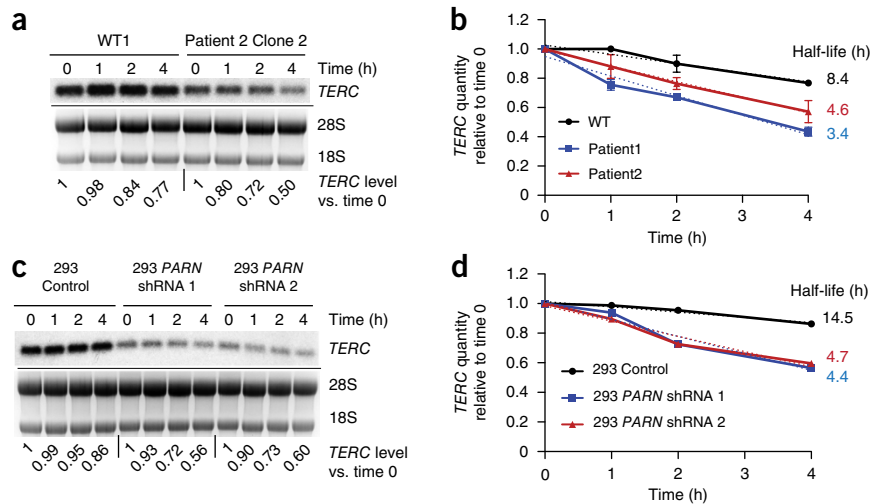 a
WT1 Patient 2 Clone 2
0 1 2 4 0 1 2 4 Time (h)
TERC
28S
18S
1 0.98 0.84 0.77 1 0.80 0.72 0.50 TERC level
vs. time 0
b
TERC quantity
relative to time 0
1.2
1.0
0.8
0.6
0.4
0.2
0
WT
Patient1
Patient2
Half-life (h)
8.4
4.6
3.4
0 1 2 3 4
Time (h)
c
293 293 PARN 293 PARN
Control shRNA 1 shRNA 2
0 1 2 4 0 1 2 4 0 1 2 4 Time (h)
TERC
28S
18S
1 0.99 0.95 0.86 1 0.93 0.72 0.56 1 0.90 0.73 0.60 TERC level
vs. time 0
d
TERC quantity
relative to time 0
1.2
1.0
0.8
0.6
0.4
0.2
0
293 Control
293 PARN shRNA 1
293 PARN shRNA 2
Half-life (h)
14.5
4.7
4.4
0 1 2 3 4
Time (h)